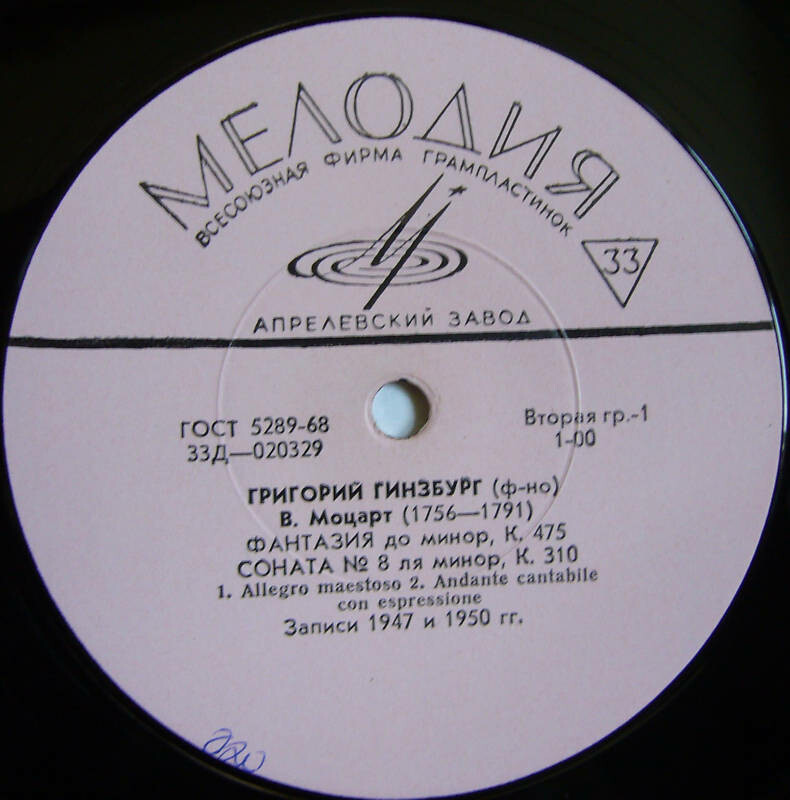 МЕЛОДИЯ
ВСЕСОЮЗНАЯ ФИРМА ГРАМПЛАСТИНОК
33
АПРЕЛЕВСКИЙ ЗАВОД
ГОСТ 5289-68
33Д—020329
Вторая гр.-1
1-00
ГРИГОРИЙ ГИНЗБУРГ (ф-но)
В. Моцарт (1756—1791)
ФАНТАЗИЯ до минор, К. 475
СОНАТА № 8 ля минор, К. 310
1. Allegro maestoso 2. Andante cantabile
con espressione
Записи 1947 и 1950 гг.